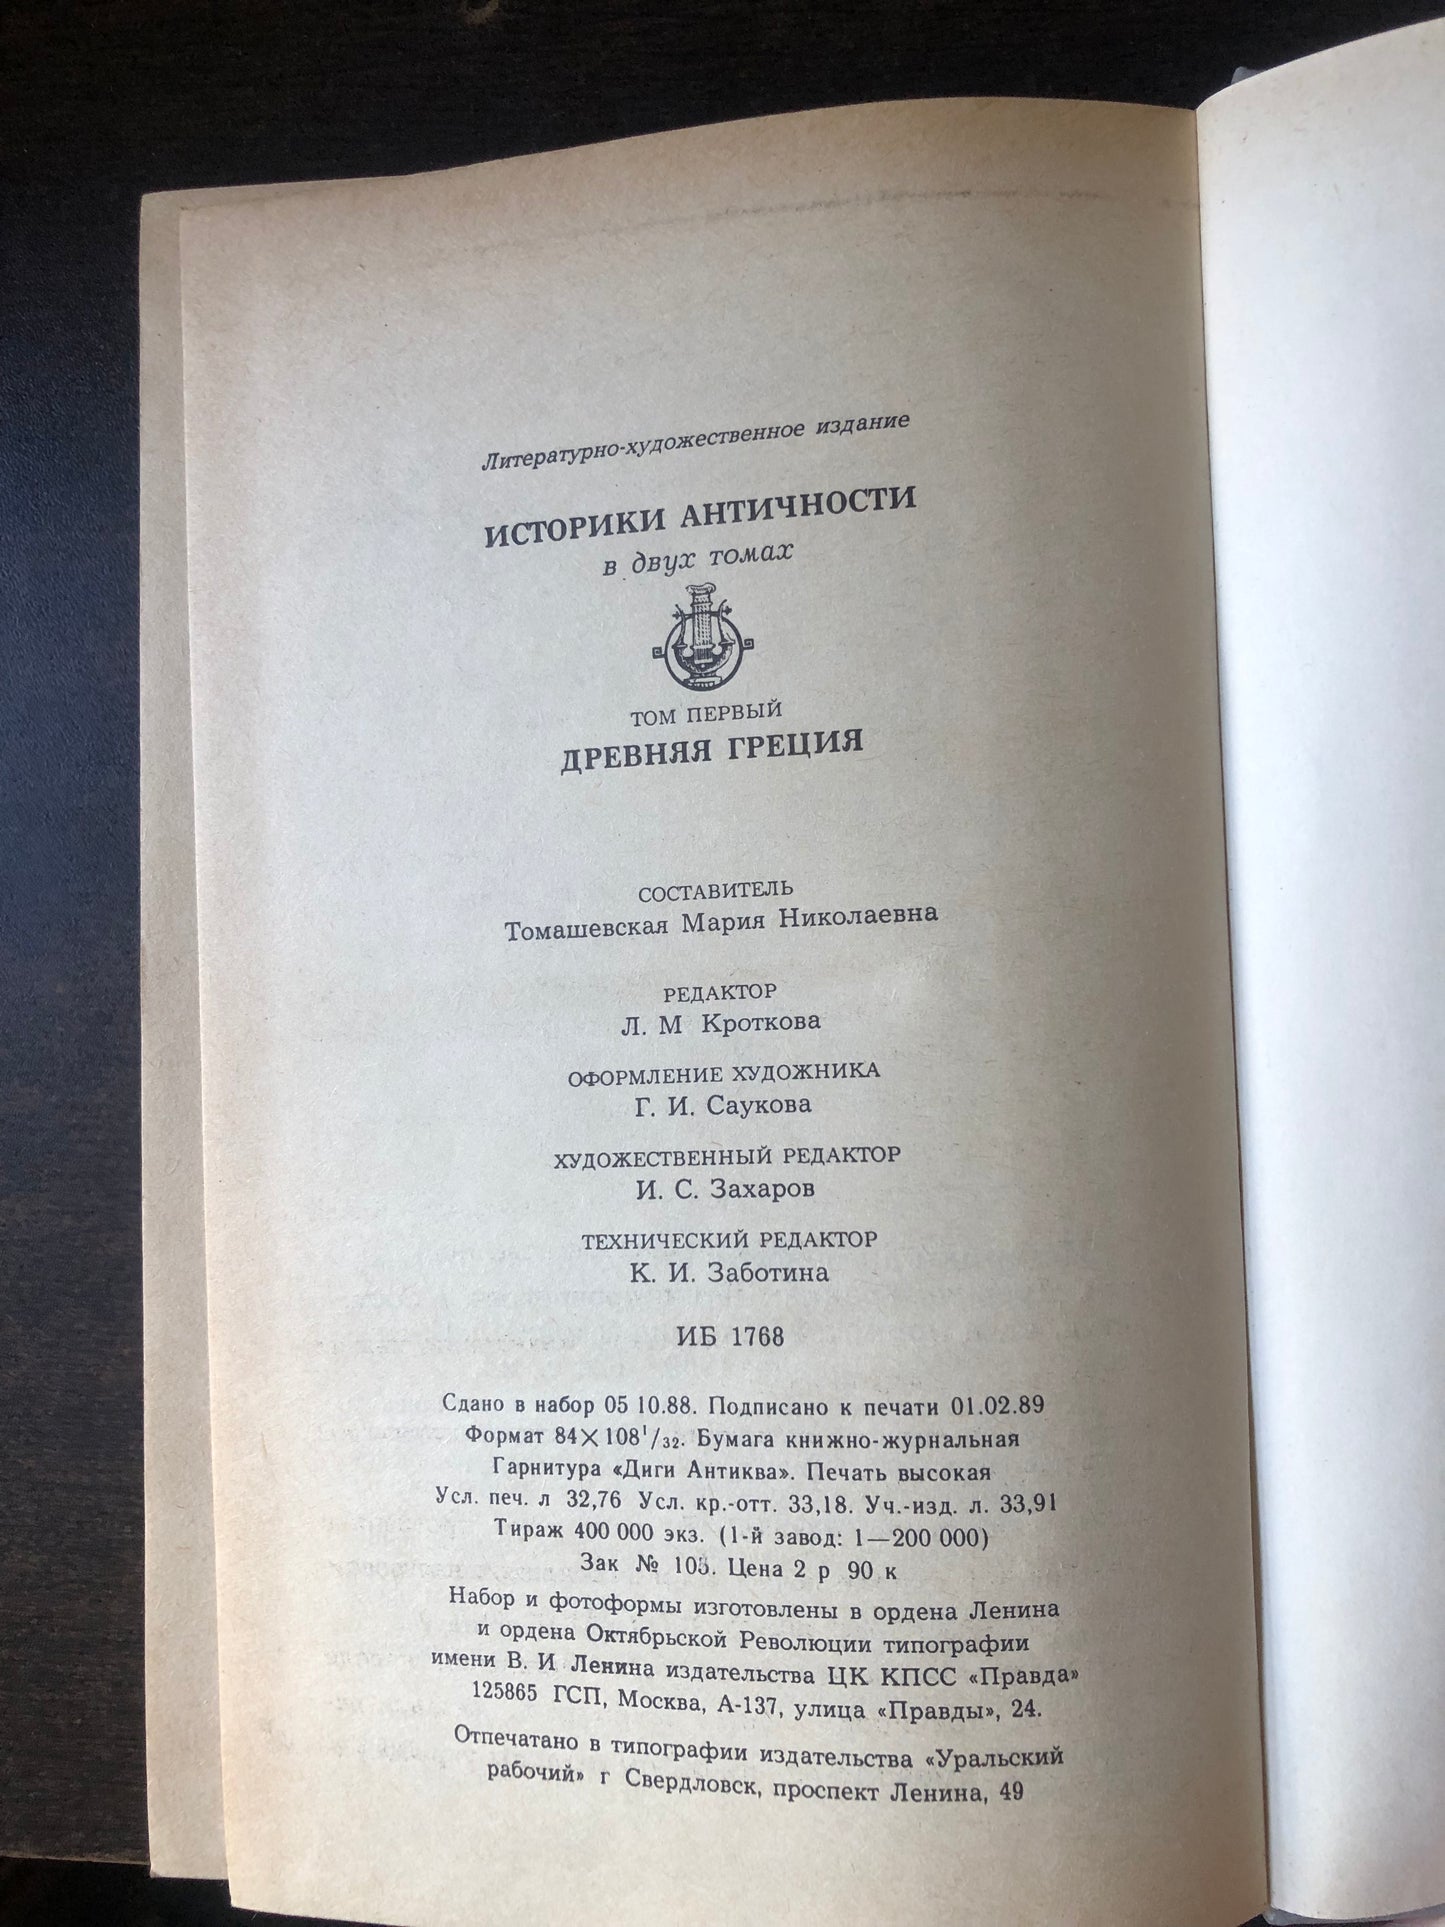 Литературно-художественное издание
ИСТОРИКИ АНТИЧНОСТИ
в двух томах
ТОМ ПЕРВЫЙ
ДРЕВНЯЯ ГРЕЦИЯ
СОСТАВИТЕЛЬ
Томашевская Мария Николаевна
РЕДАКТОР
Л. М Кроткова
ОФОРМЛЕНИЕ ХУДОЖНИКА
Г. И. Саукова
ХУДОЖЕСТВЕННЫЙ РЕДАКТОР
И. С. Захаров
ТЕХНИЧЕСКИЙ РЕДАКТОР
К. И. Заботина
ИБ 1768
Сдано в набор 05 10.88. Подписано к печати 01.02.89
Формат 84×108¹/₃₂. Бумага книжно-журнальная
Гарнитура «Диги Антиква». Печать высокая
Усл. печ. л 32,76 Усл. кр.-отт. 33,18. Уч.-изд. л. 33,91
Тираж 400 000 экз. (1-й завод: 1—200 000)
Зак № Цена 2 р 90 к
Набор и фотоформы изготовлены в ордена Ленина
и ордена Октябрьской Революции типографии
имени В. И Ленина издательства ЦК КПСС «Правда»
125865 ГСП, Москва, А-137, улица «Правды», 24.
Отпечатано в типографии издательства «Уральский
рабочий» г Свердловск, проспект Ленина, 49